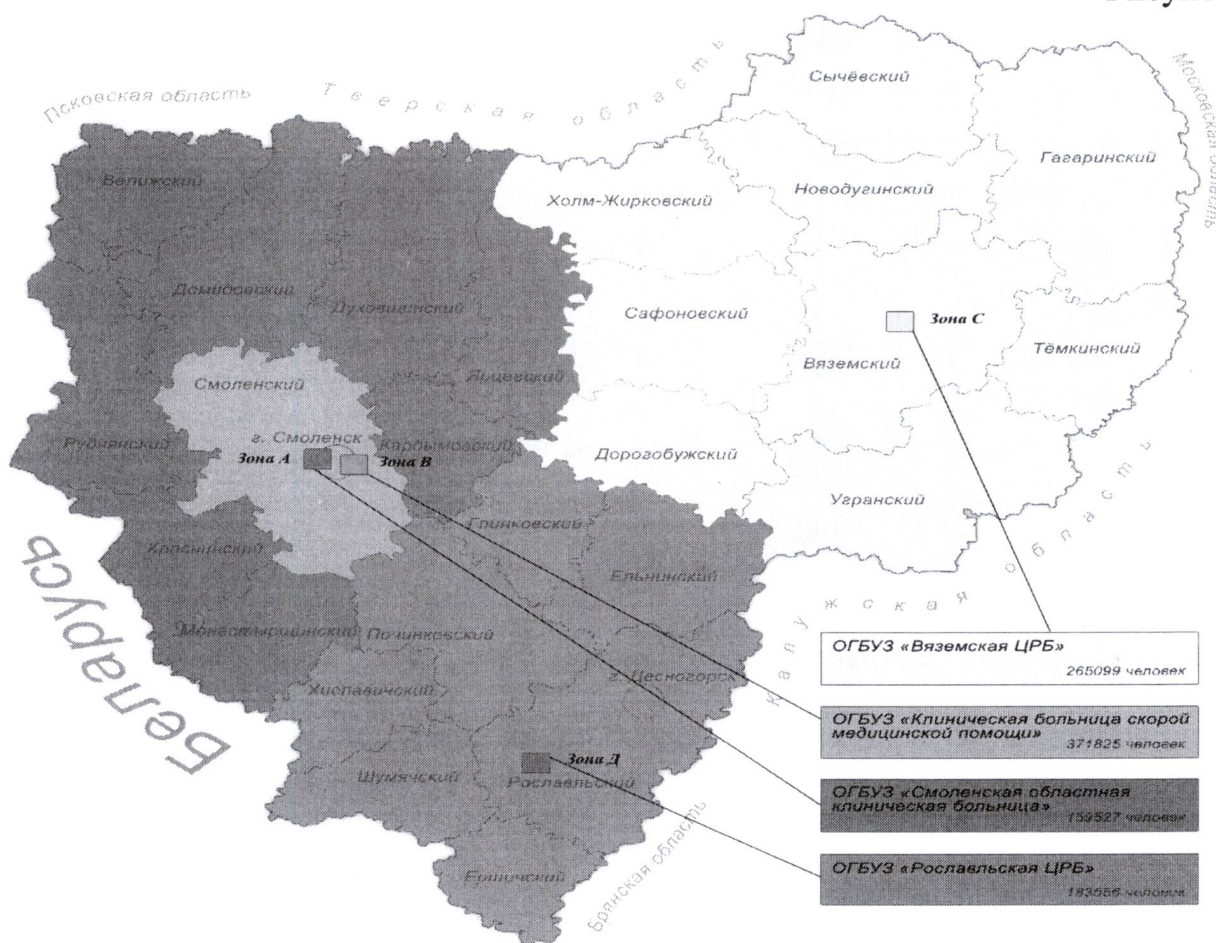 Псковская область
Тверская область
Московская область
Сычёвский
Гагаринский
Велижский
Холм-Жирковский
Новодугинский
Демидовский
Духовщинский
Сафоновский
Зона С
Вяземский
Тёмкинский
Смоленский
Рудянский
г. Смоленск
Кардымовский
Зона А
Зона В
Дорогобужский
Угранский
Глинковский
Краснинский
Ельнинский
Беларусь
Монастырщинский
Починковский
Калужская область
Хиславичский
г. Десногорск
Зона Д
Шумячский
Рославльский
Ершичский
Брянская область
ОГБУЗ «Вяземская ЦРБ»
265099 человек
ОГБУЗ «Клиническая больница скорой
медицинской помощи»
371825 человек
ОГБУЗ «Смоленская областная
клиническая больница»
159527 человек
ОГБУЗ «Рославльская ЦРБ»
человек